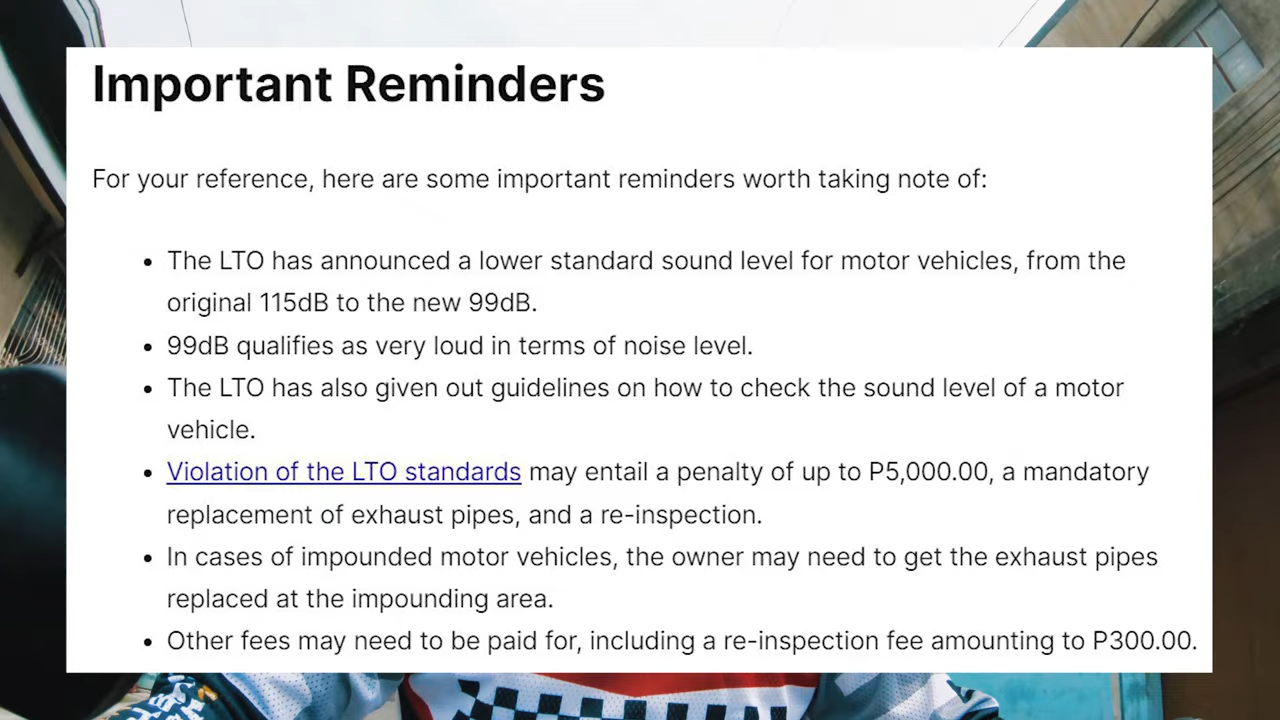 Important Reminders
For your reference, here are some important reminders worth taking note of:
• The LTO has announced a lower standard sound level for motor vehicles, from the
original 115dB to the new 99dB.
• 99dB qualifies as very loud in terms of noise level.
• The LTO has also given out guidelines on how to check the sound level of a motor
vehicle.
• Violation of the LTO standards may entail a penalty of up to P5,000.00, a mandatory
replacement of exhaust pipes, and a re-inspection.
• In cases of impounded motor vehicles, the owner may need to get the exhaust pipes
replaced at the impounding area.
• Other fees may need to be paid for, including a re-inspection fee amounting to P300.00.